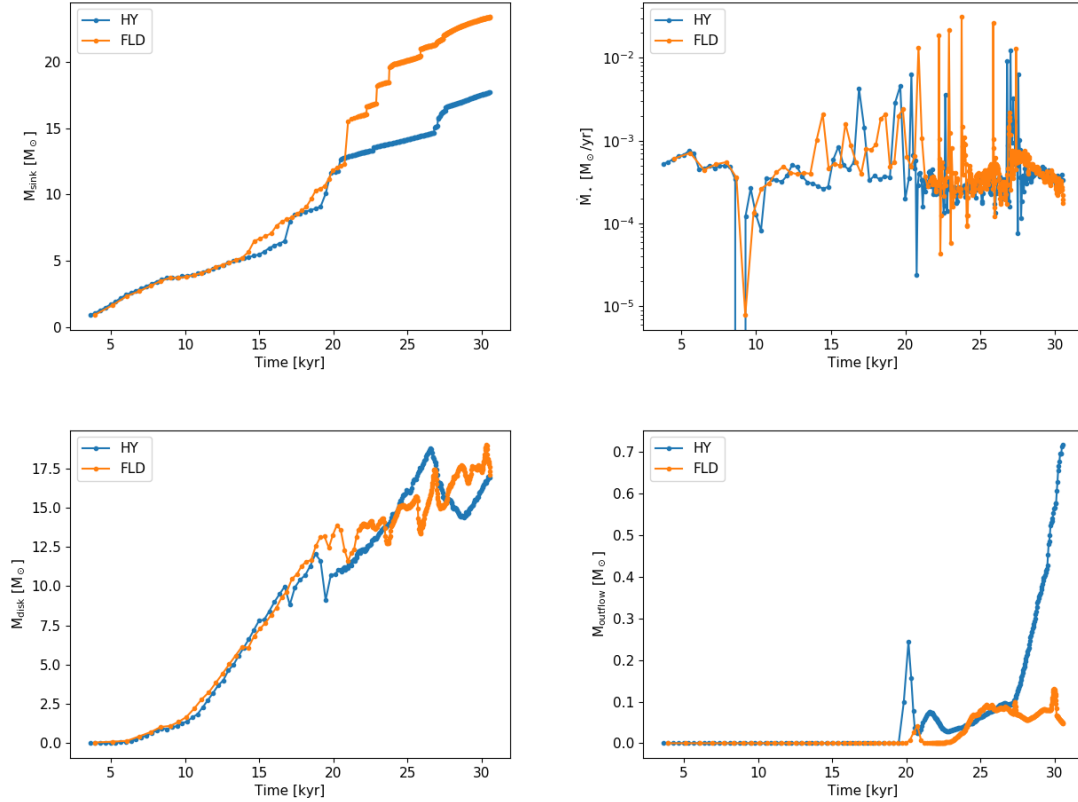 HY
FLD
20
15
10
5
0
M_sink [M_⊙]
5 10 15 20 25 30
Time [kyr]
HY
FLD
10⁻²
10⁻³
10⁻⁴
10⁻⁵
Ṁ⋆ [M_⊙/yr]
5 10 15 20 25 30
Time [kyr]
HY
FLD
17.5
15.0
12.5
10.0
7.5
5.0
2.5
0.0
M_disk [M_⊙]
5 10 15 20 25 30
Time [kyr]
HY
FLD
0.7
0.6
0.5
0.4
0.3
0.2
0.1
0.0
M_outflow [M_⊙]
5 10 15 20 25 30
Time [kyr]